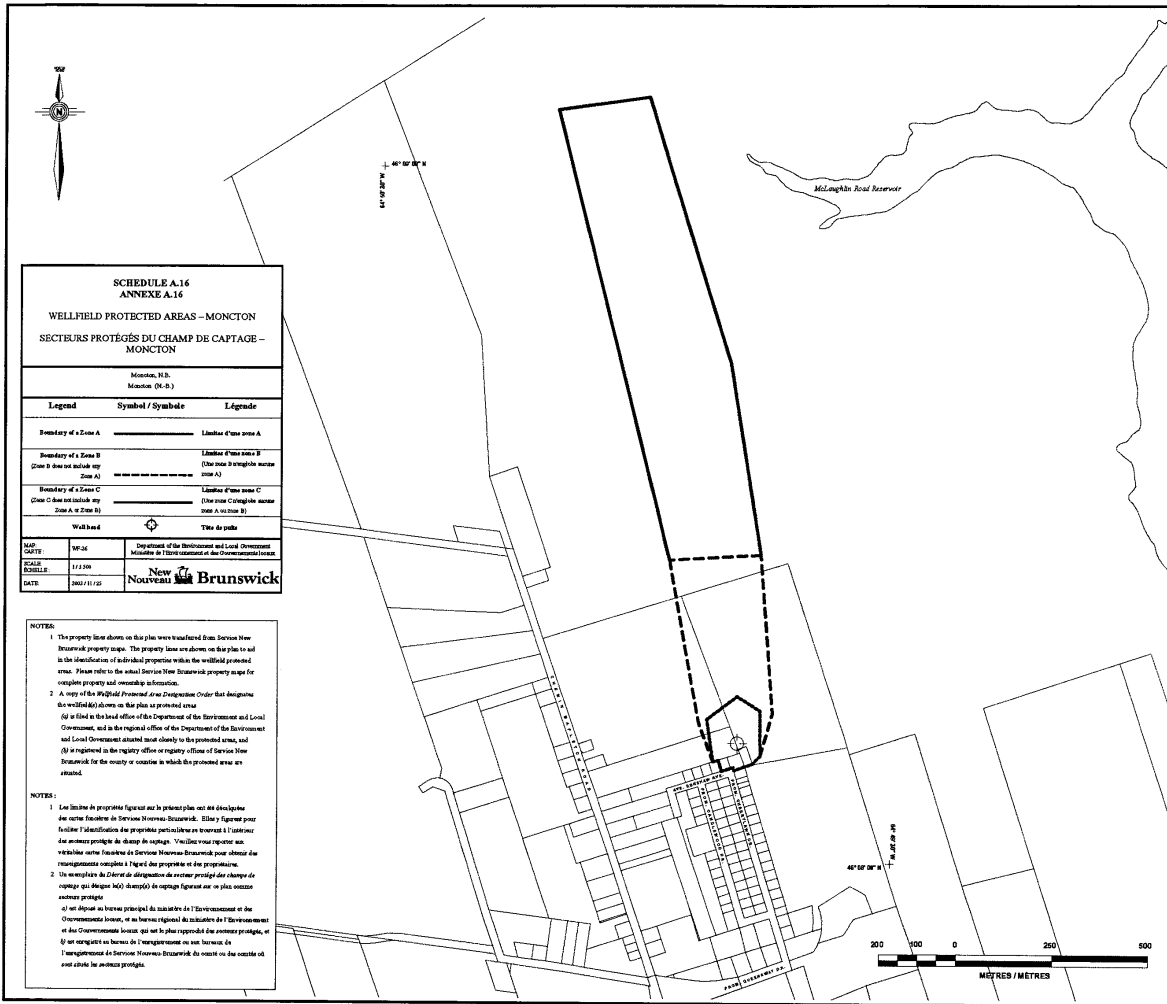 N
46° 09' 00" N
McLaughlin Road Reservoir
SCHEDULE A.16
ANNEXE A.16
WELLFIELD PROTECTED AREAS – MONCTON
SECTEURS PROTÉGÉS DU CHAMP DE CAPTAGE –
MONCTON
Moncton, N.B.
Moncton (N.-B.)
Legend Symbol / Symbole Légende
Boundary of a Zone A Limites d'une zone A
Boundary of a Zone B Limites d'une zone B
(Zone B does not include any (Une zone B n'englobe aucune
Zone A) zone A)
Boundary of a Zone C Limites d'une zone C
(Zone C does not include any (Une zone C n'englobe aucune
Zone A or Zone B) zone A ou zone B)
Well head Tête de puits
MAP: Department of the Environment and Local Government
CARTE: WF-26 Ministère de l'Environnement et des Gouvernements locaux
SCALE:
ÉCHELLE:
New
Nouveau Brunswick
DATE: 2002/11/25
NOTES:
1 The property lines shown on this plan were transferred from Service New
Brunswick property maps. The property lines are shown on this plan to aid
in the identification of individual properties within the wellfield protected
areas. Please refer to the actual Service New Brunswick property maps for
complete property and ownership information.
2 A copy of the Wellfield Protected Area Designation Order that designates
the wellfield(s) shown on this plan as protected areas
(a) is filed in the head office of the Department of the Environment and Local
Government, and in the regional office of the Department of the Environment
and Local Government situated most closely to the protected areas, and
(b) is registered in the registry office or registry offices of Service New
Brunswick for the county or counties in which the protected areas are
situated.
NOTES :
1 Les limites de propriétés figurant sur le présent plan ont été décalquées
des cartes foncières de Services Nouveau-Brunswick. Elles y figurent pour
faciliter l'identification des propriétés particulières se trouvant à l'intérieur
des secteurs protégés du champ de captage. Veuillez vous reporter aux
véritables cartes foncières de Services Nouveau-Brunswick pour obtenir des
renseignements complets à l'égard des propriétés et des propriétaires.
2 Un exemplaire du Décret de désignation du secteur protégé des champs de
captage qui désigne le(s) champ(s) de captage figurant sur ce plan comme
secteurs protégés
a) est déposé au bureau principal du ministère de l'Environnement et des
Gouvernements locaux, et au bureau régional du ministère de l'Environnement
et des Gouvernements locaux qui est le plus rapproché des secteurs protégés, et
b) est enregistré au bureau de l'enregistrement ou aux bureaux de
l'enregistrement de Services Nouveau-Brunswick du comté ou des comtés où
sont situés les secteurs protégés.
CHEMIN MAPLETON ROAD
AVE. KERSHAW AVE.
PROM. CANDLEWOOD DR.
200 100 0 250 500
METRES / MÈTRES